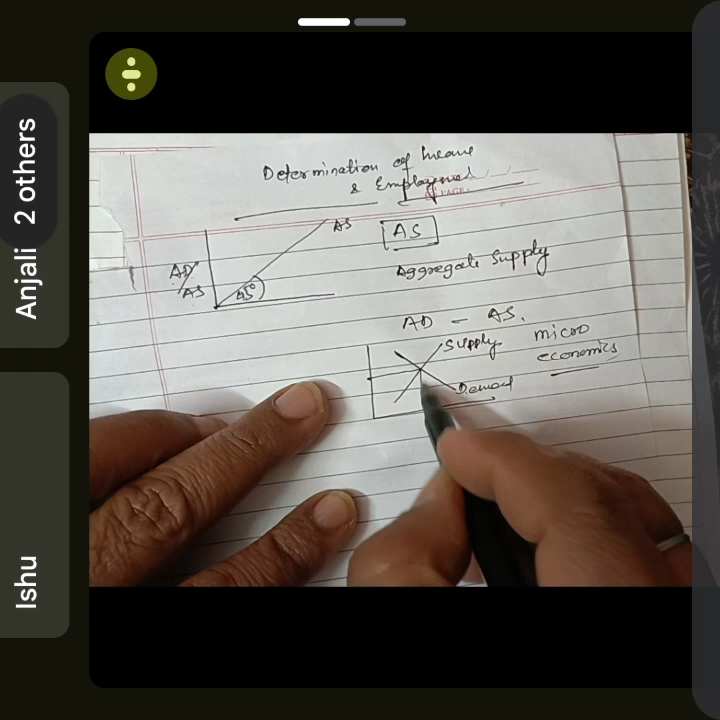 Determination of Income
& Employment
PAGE:
AS
AS
AD/
AS
45°
Aggregate Supply
AD - AS.
Supply
micro
economics
Demand
Anjali 2 others
Ishu